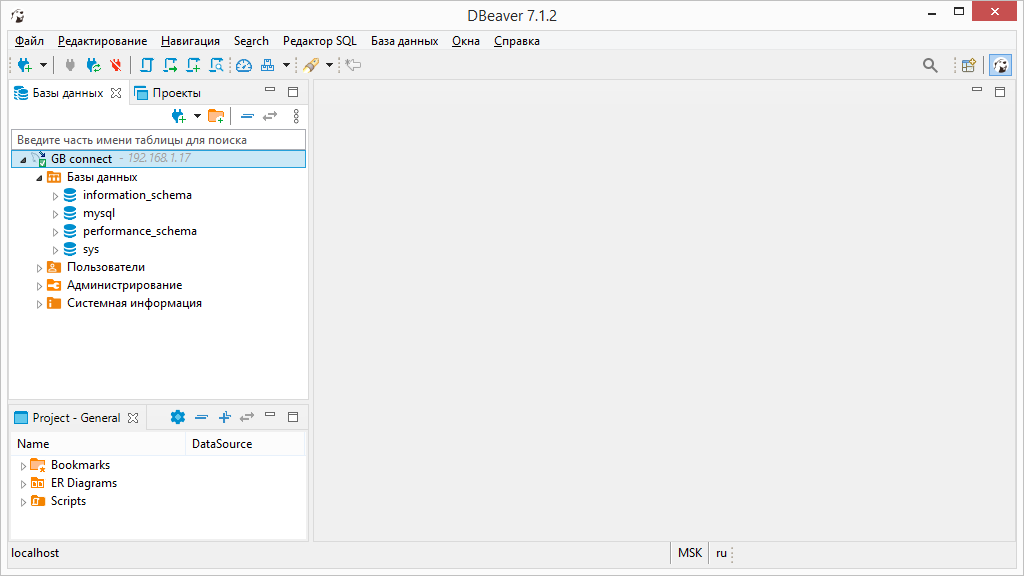 DBeaver 7.1.2
Файл Редактирование Навигация Search Редактор SQL База данных Окна Справка
Базы данных Проекты
Введите часть имени таблицы для поиска
GB connect - 192.168.1.17
Базы данных
information_schema
mysql
performance_schema
sys
Пользователи
Администрирование
Системная информация
Project - General
Name DataSource
Bookmarks
ER Diagrams
Scripts
localhost MSK ru